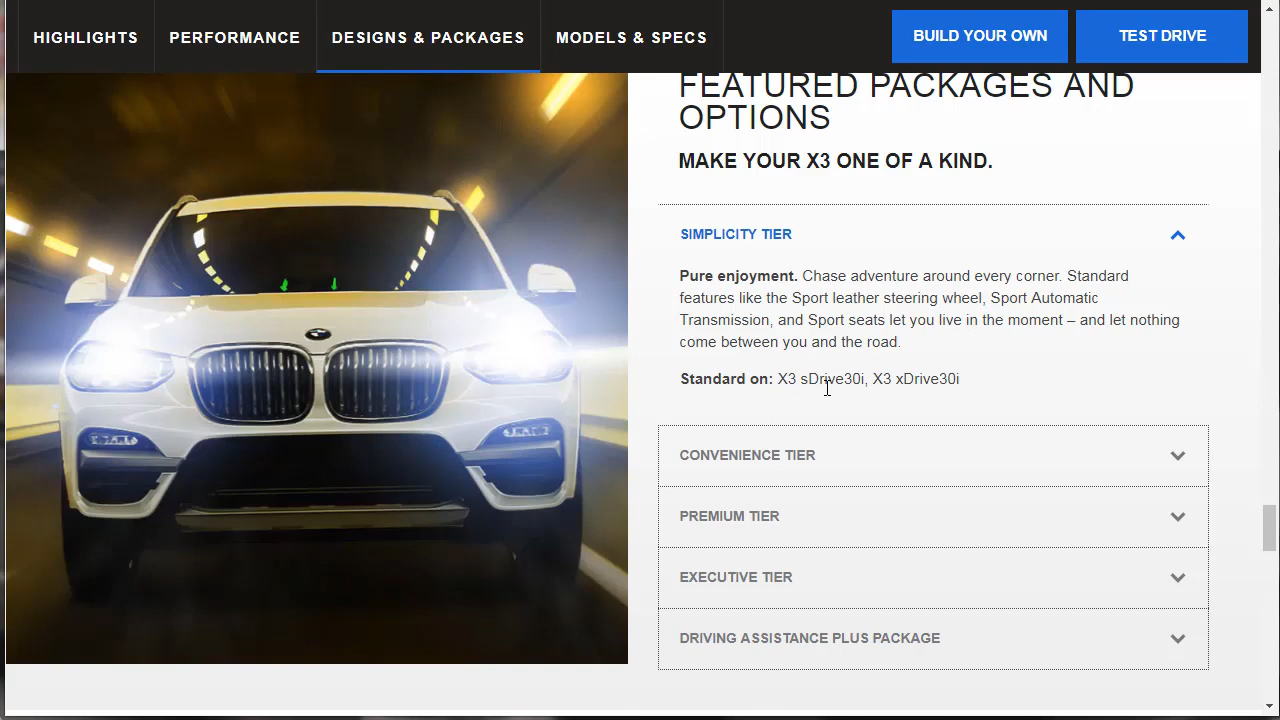 HIGHLIGHTS PERFORMANCE DESIGNS & PACKAGES MODELS & SPECS BUILD YOUR OWN TEST DRIVE
FEATURED PACKAGES AND
OPTIONS
MAKE YOUR X3 ONE OF A KIND.
SIMPLICITY TIER
Pure enjoyment. Chase adventure around every corner. Standard
features like the Sport leather steering wheel, Sport Automatic
Transmission, and Sport seats let you live in the moment – and let nothing
come between you and the road.
Standard on: X3 sDrive30i, X3 xDrive30i
CONVENIENCE TIER
PREMIUM TIER
EXECUTIVE TIER
DRIVING ASSISTANCE PLUS PACKAGE